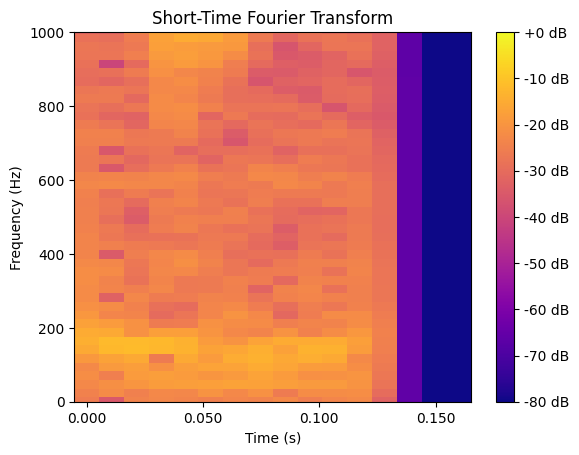 Short-Time Fourier Transform
1000
800
600
400
200
0
Frequency (Hz)
0.000
0.050
0.100
0.150
Time (s)
+0 dB
-10 dB
-20 dB
-30 dB
-40 dB
-50 dB
-60 dB
-70 dB
-80 dB